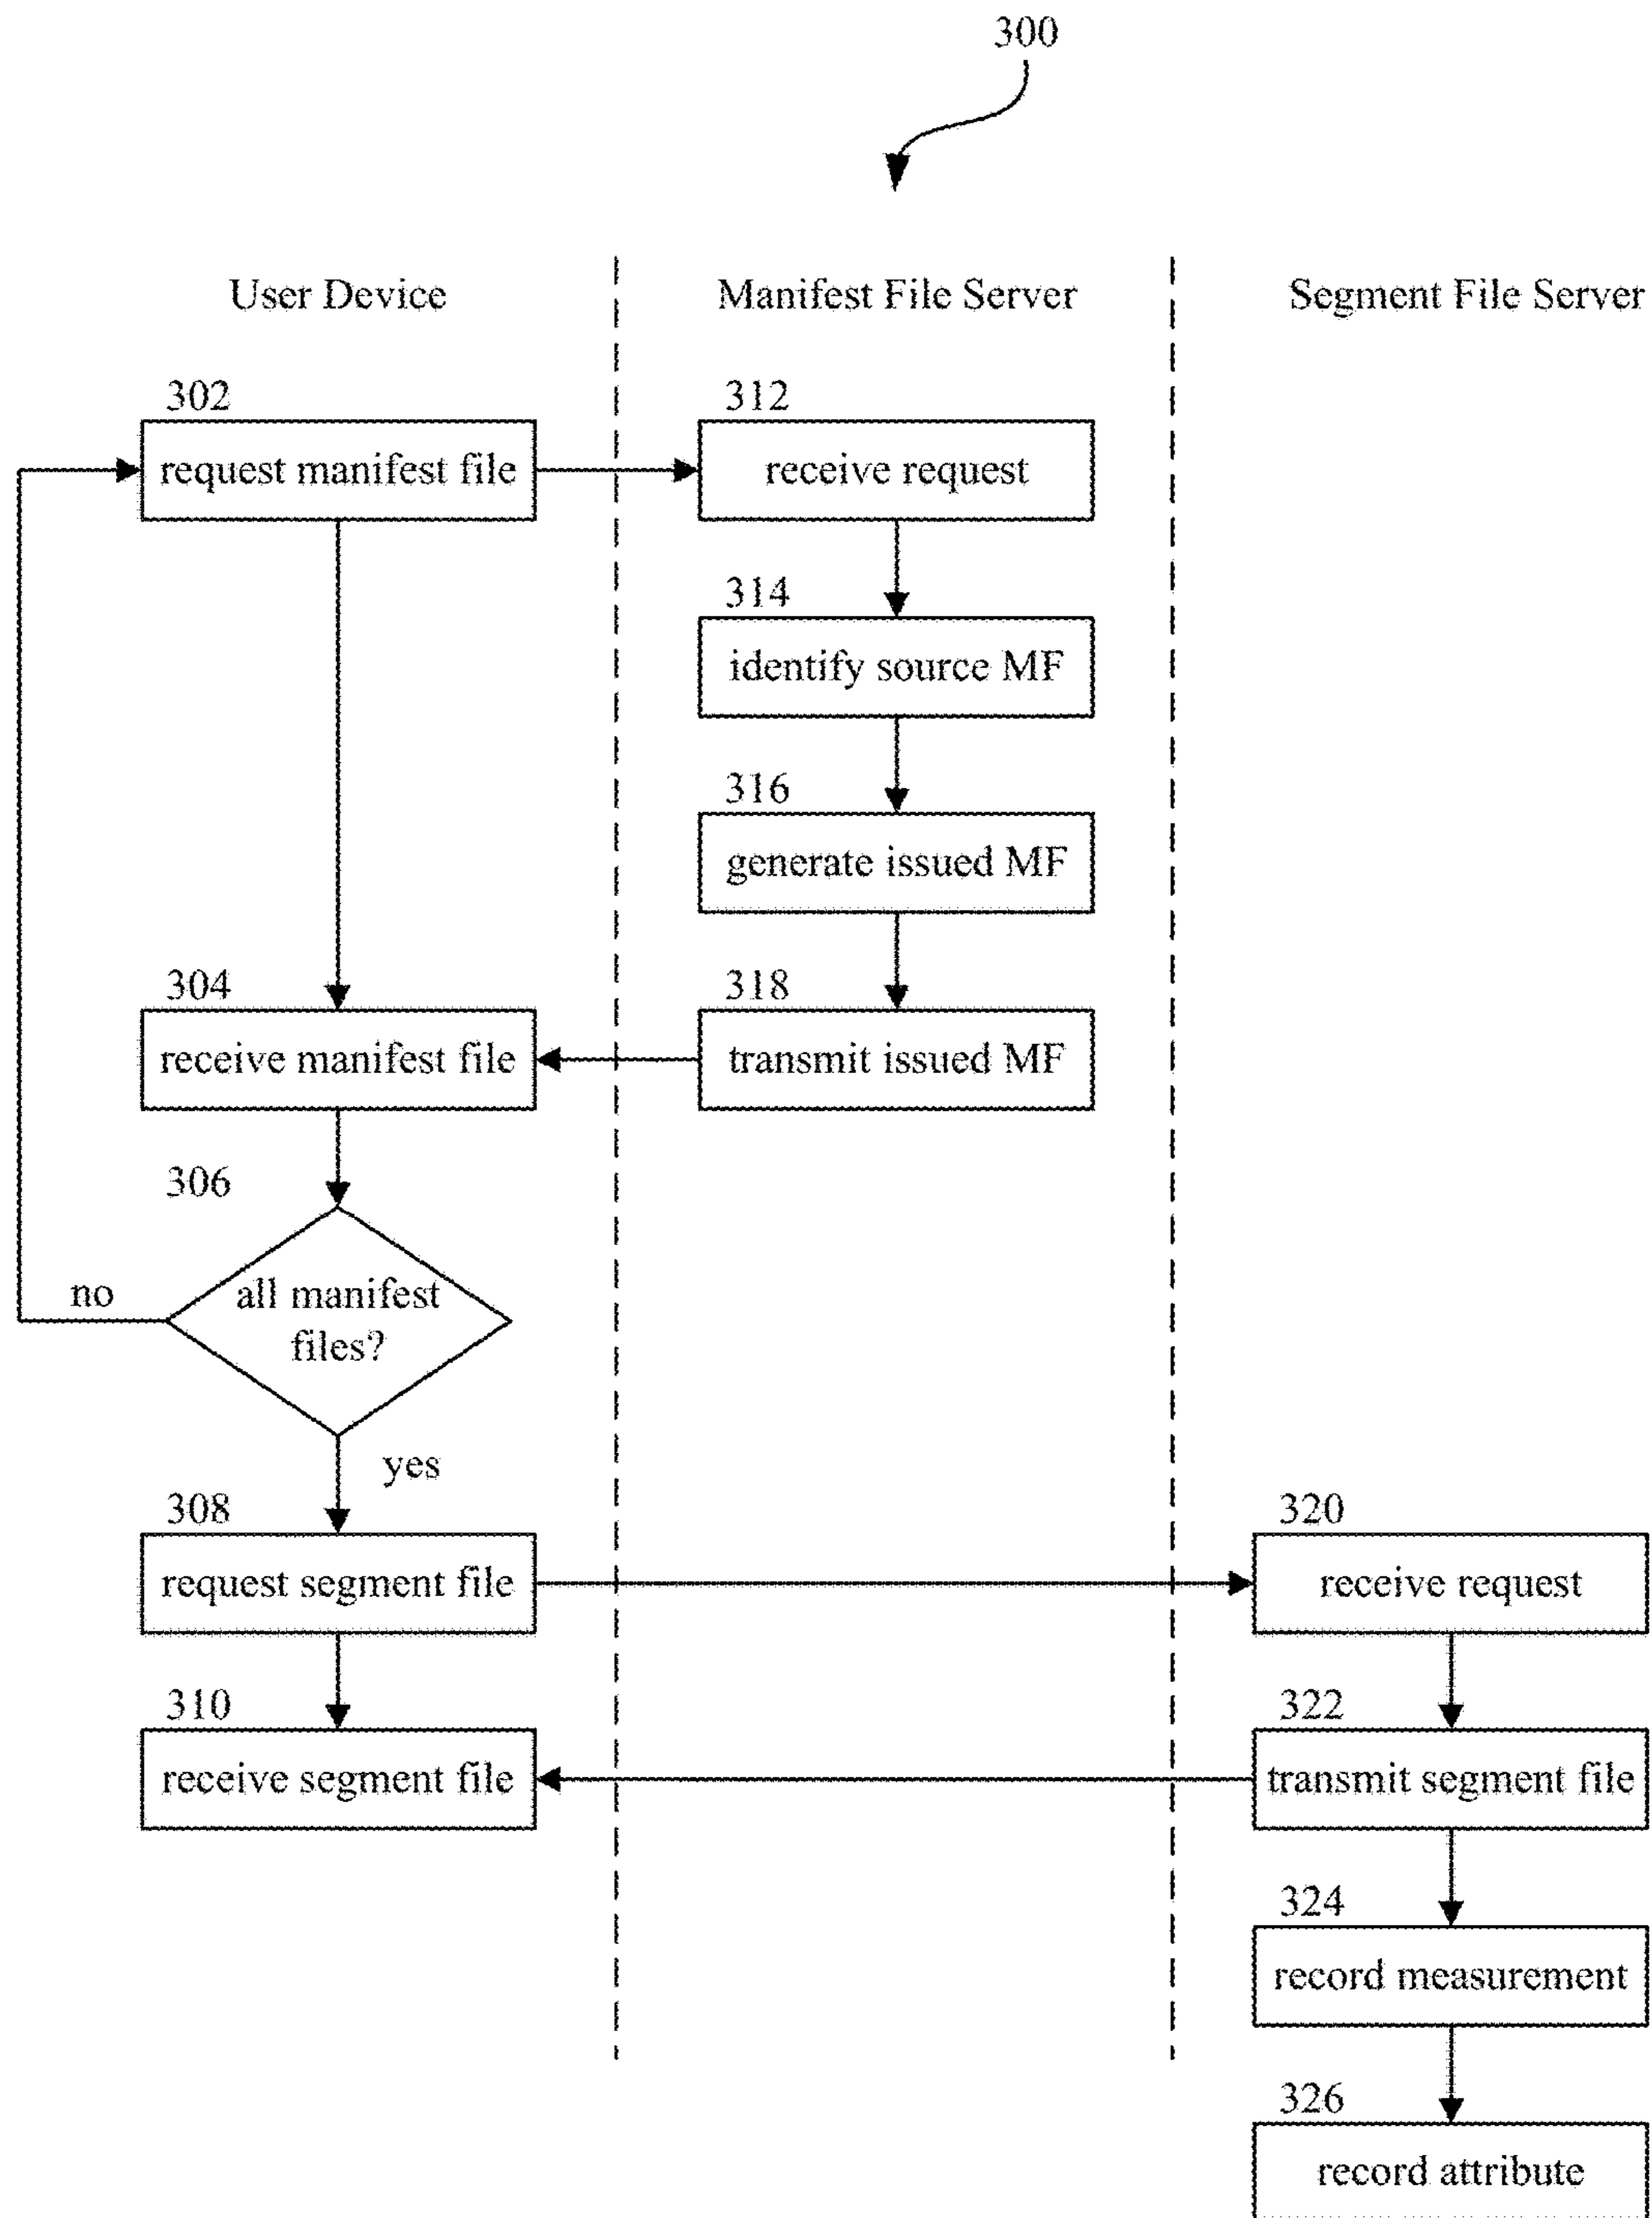 300
User Device
Manifest File Server
Segment File Server
302
request manifest file
312
receive request
314
identify source MF
316
generate issued MF
304
receive manifest file
318
transmit issued MF
306
all manifest
files?
no
yes
308
request segment file
320
receive request
310
receive segment file
322
transmit segment file
324
record measurement
326
record attribute